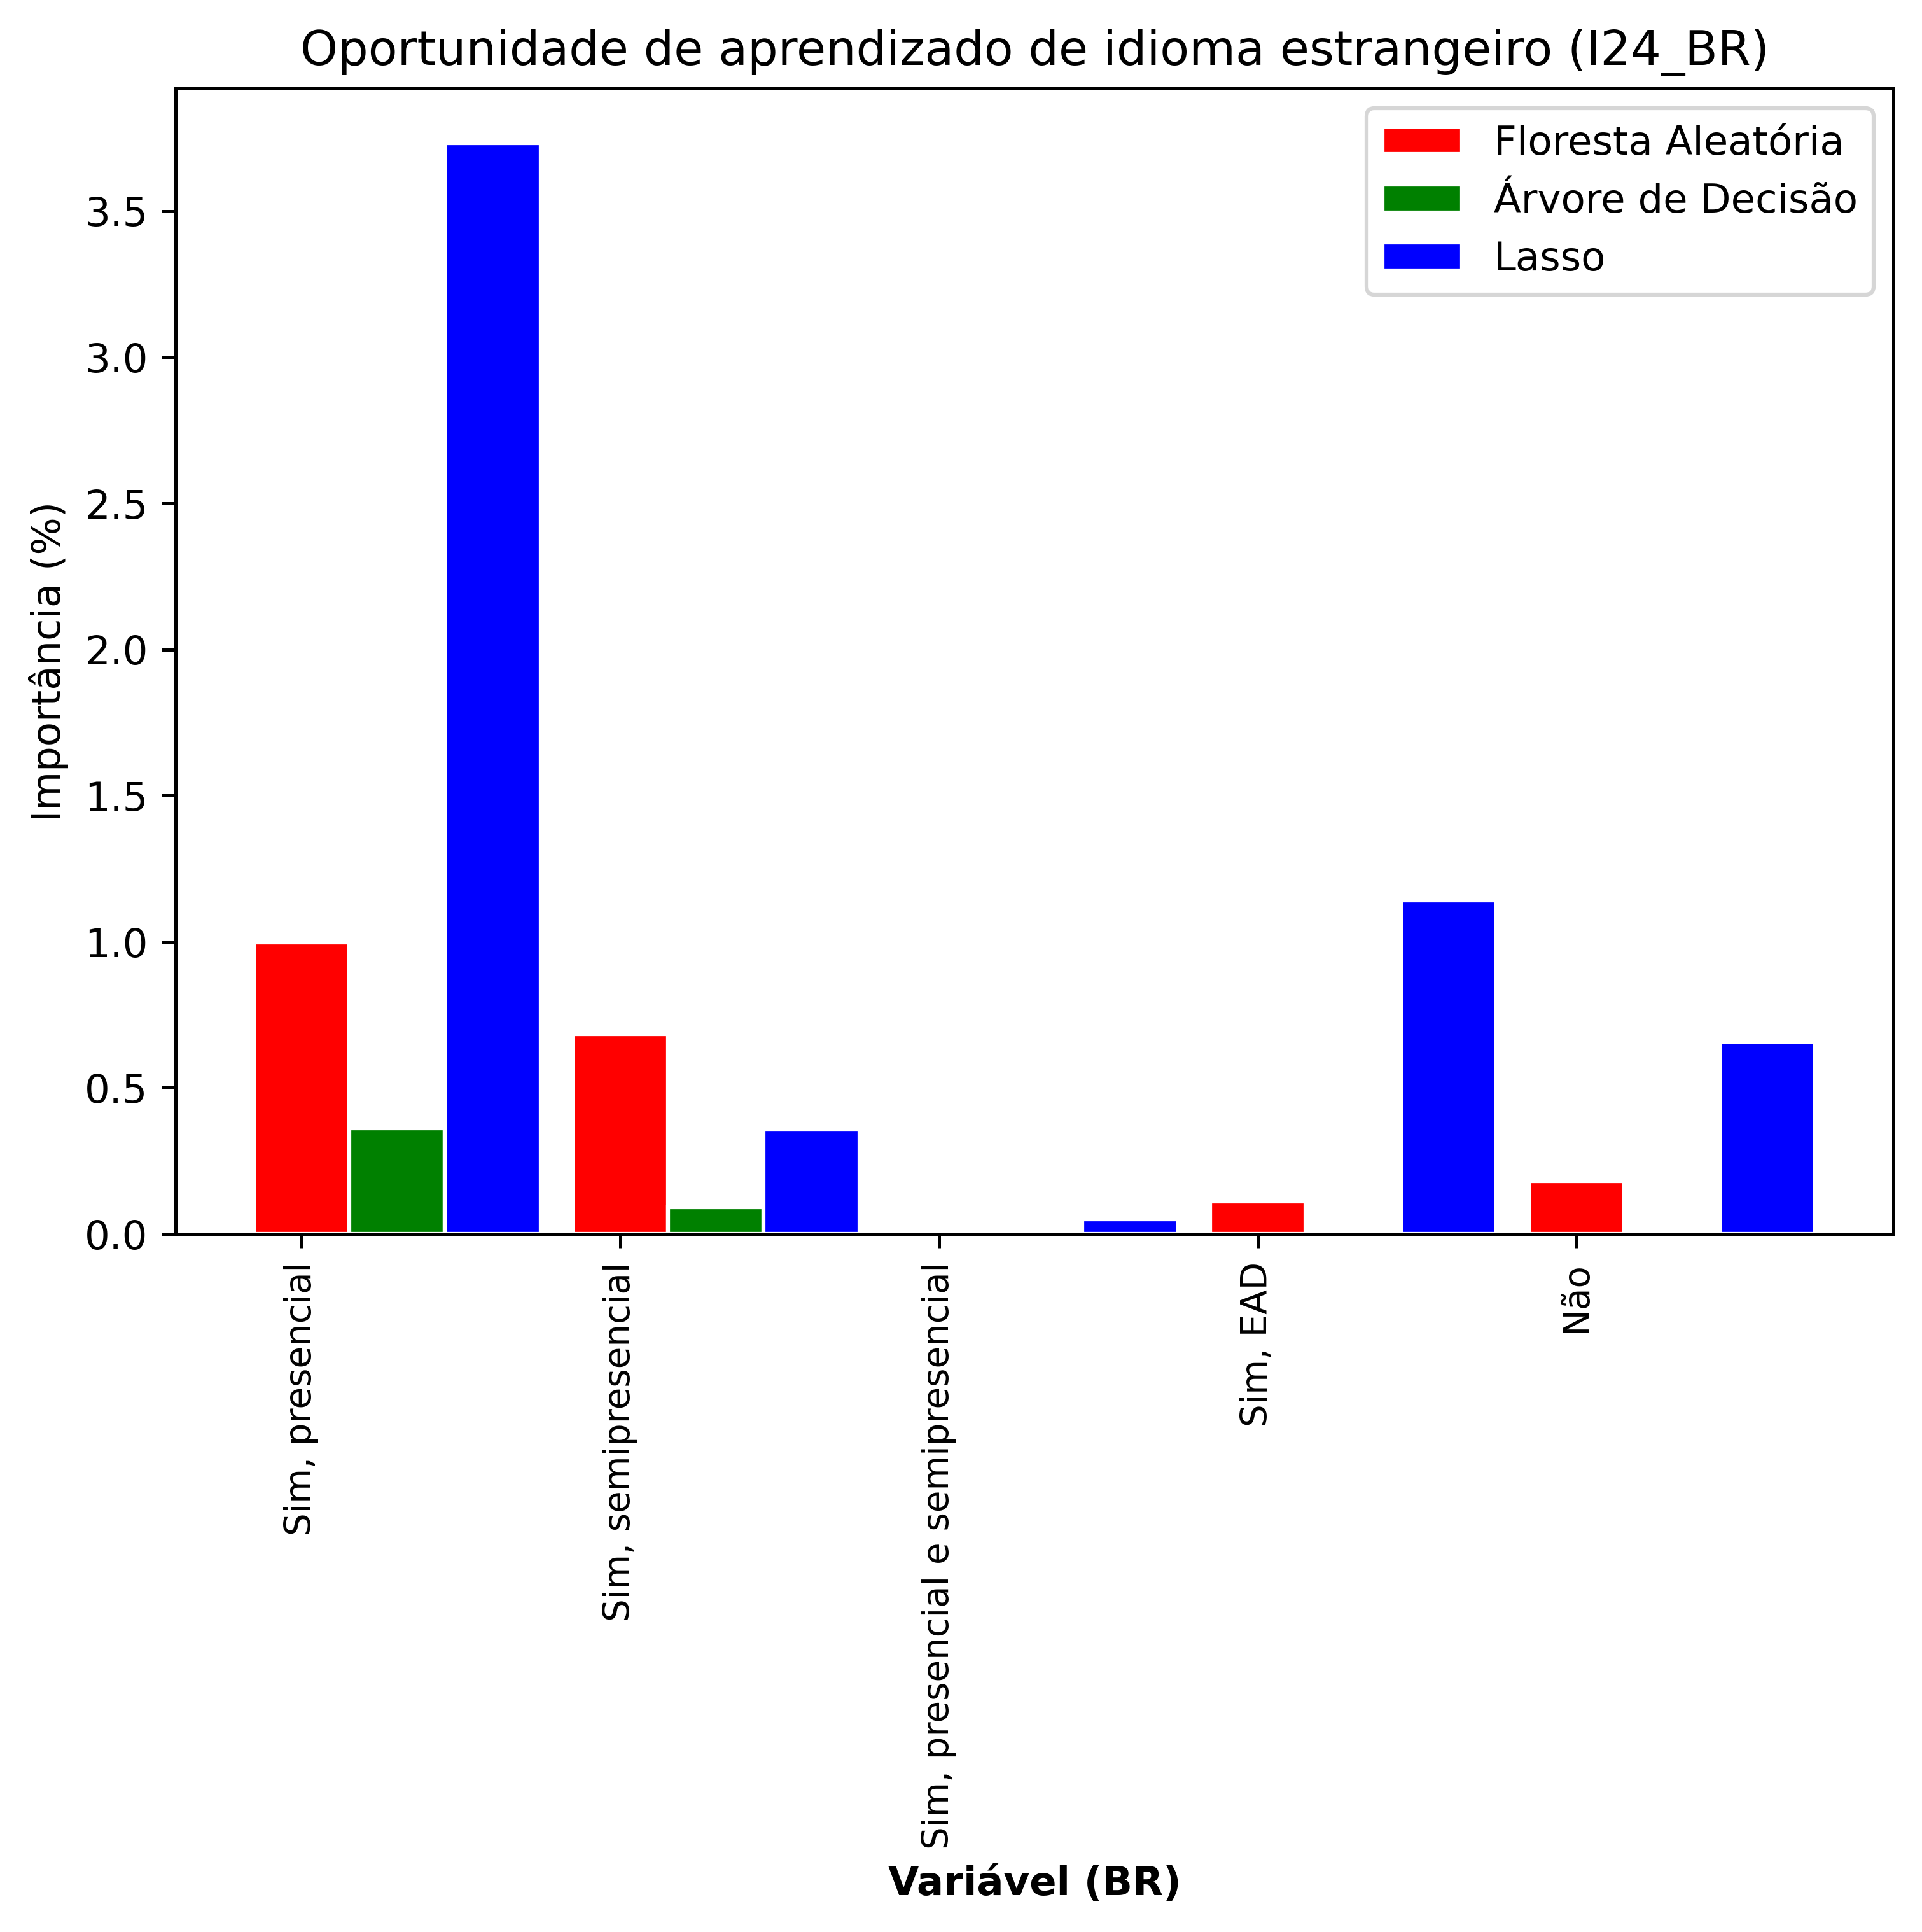 Oportunidade de aprendizado de idioma estrangeiro (I24_BR)
Floresta Aleatória
Árvore de Decisão
Lasso
Importância (%)
3.5
3.0
2.5
2.0
1.5
1.0
0.5
0.0
Sim, presencial
Sim, semipresencial
Sim, presencial e semipresencial
Sim, EAD
Não
Variável (BR)